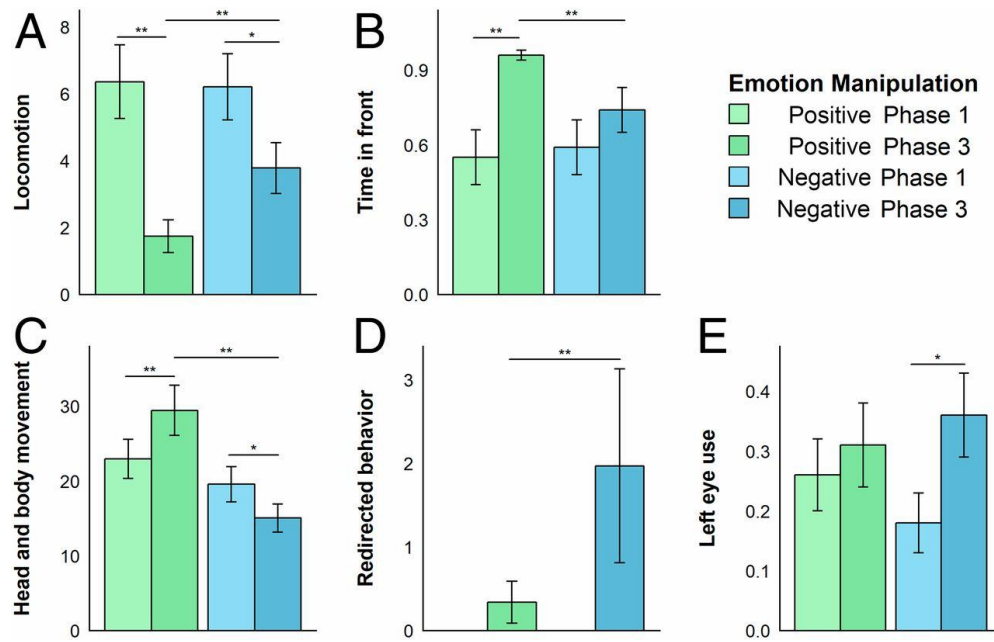 A
Locomotion
8
6
4
2
0
**
**
*
B
Time in front
0.9
0.6
0.3
0.0
**
**
Emotion Manipulation
Positive Phase 1
Positive Phase 3
Negative Phase 1
Negative Phase 3
C
Head and body movement
30
20
10
0
**
**
*
D
Redirected behavior
3
2
1
0
**
E
Left eye use
0.4
0.3
0.2
0.1
0.0
*